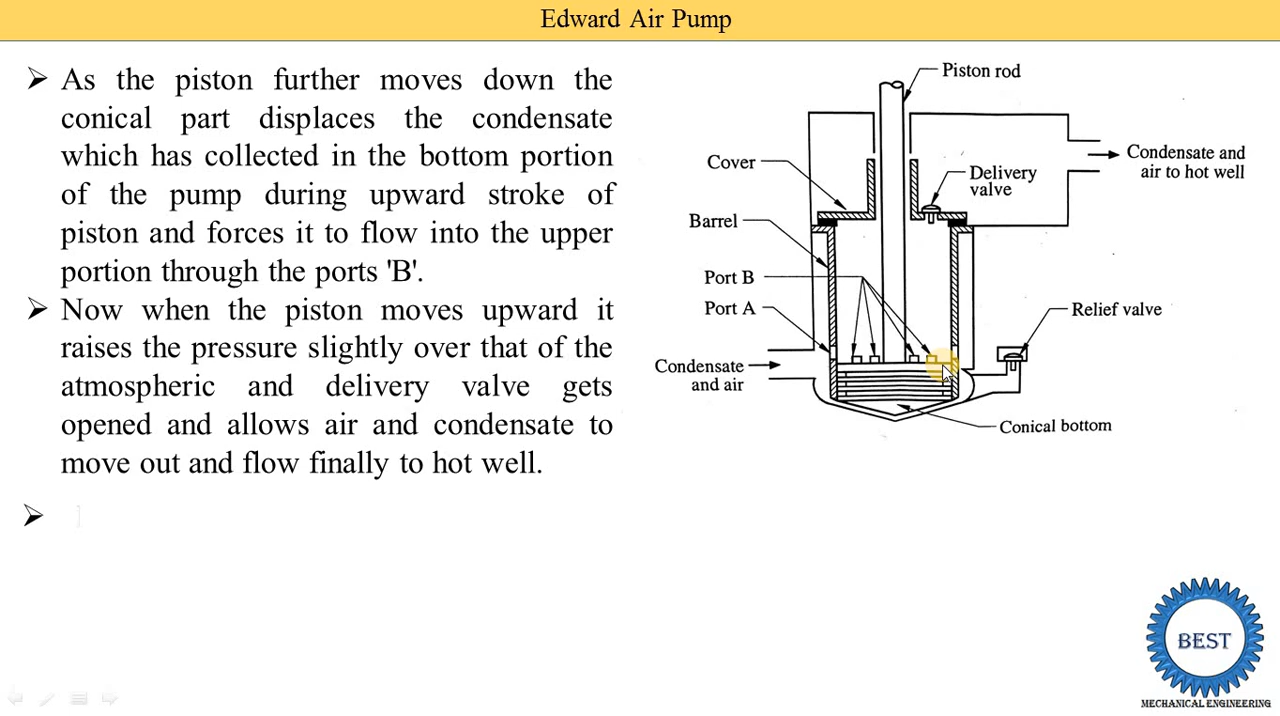 Edward Air Pump
➢ As the piston further moves down the
conical part displaces the condensate
which has collected in the bottom portion
of the pump during upward stroke of
piston and forces it to flow into the upper
portion through the ports 'B'.
➢ Now when the piston moves upward it
raises the pressure slightly over that of the
atmospheric and delivery valve gets
opened and allows air and condensate to
move out and flow finally to hot well.
➢
Piston rod
Cover
Delivery
valve
Condensate and
air to hot well
Barrel
Port B
Port A
Relief valve
Condensate
and air
Conical bottom
BEST
MECHANICAL ENGINEERING